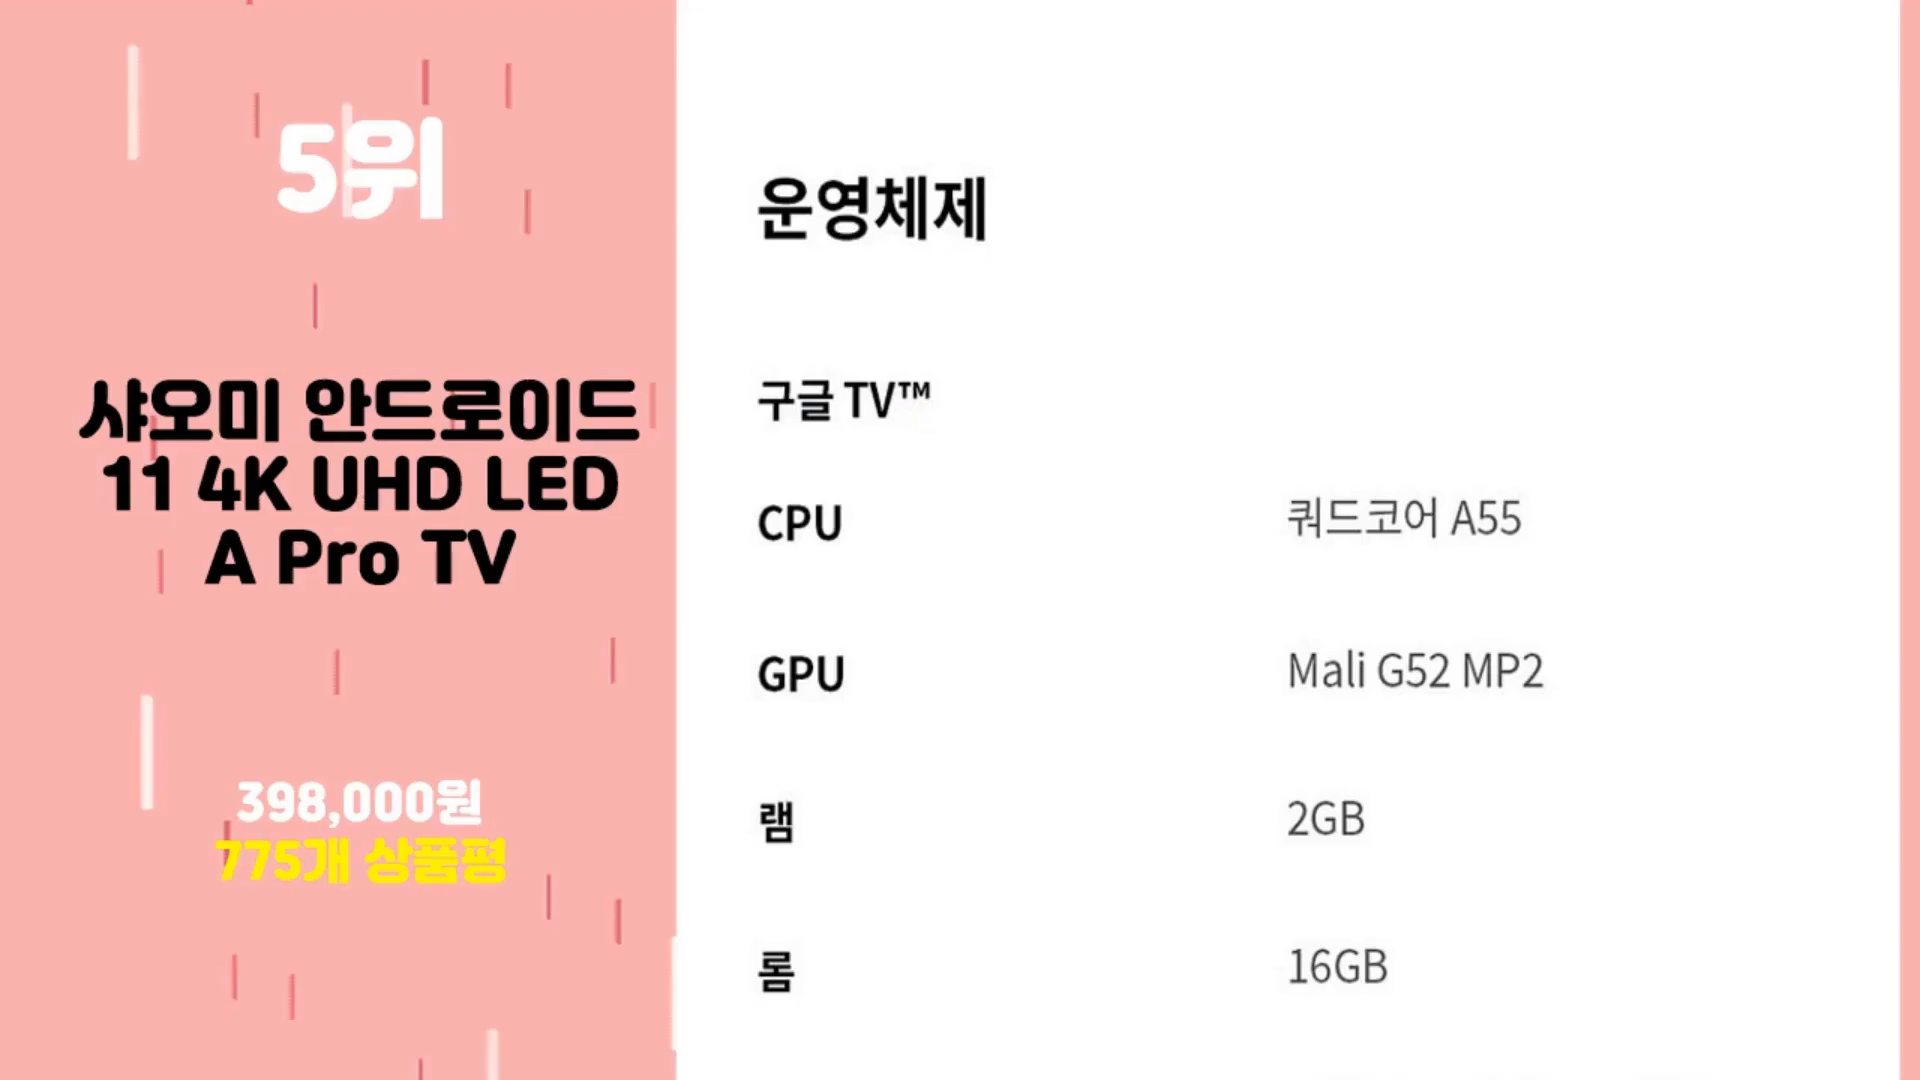 5위
샤오미 안드로이드
11 4K UHD LED
A Pro TV
398,000원
775개 상품평
운영체제
구글 TV™
CPU 쿼드코어 A55
GPU Mali G52 MP2
램 2GB
롬 16GB